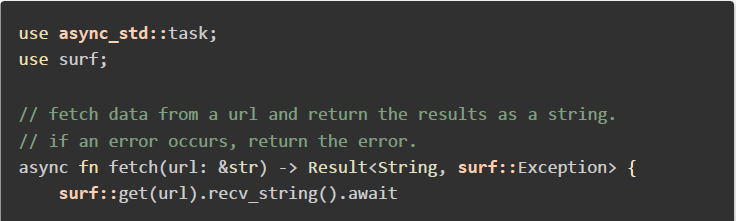 use async_std::task;
use surf;
// fetch data from a url and return the results as a string.
// if an error occurs, return the error.
async fn fetch(url: &str) -> Result<String, surf::Exception> {
    surf::get(url).recv_string().await